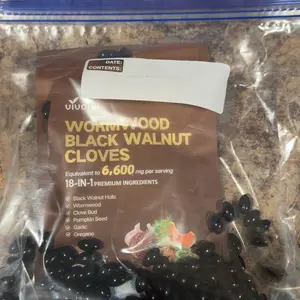 DATE:
CONTENTS:
WORMWOOD
BLACK WALNUT
CLOVES
Equivalent to 6,600 mg per serving
18-IN-1 PREMIUM INGREDIENTS
Black Walnut Hulls
Wormwood
Clove Bud
Pumpkin Seed
Garlic
Oregano